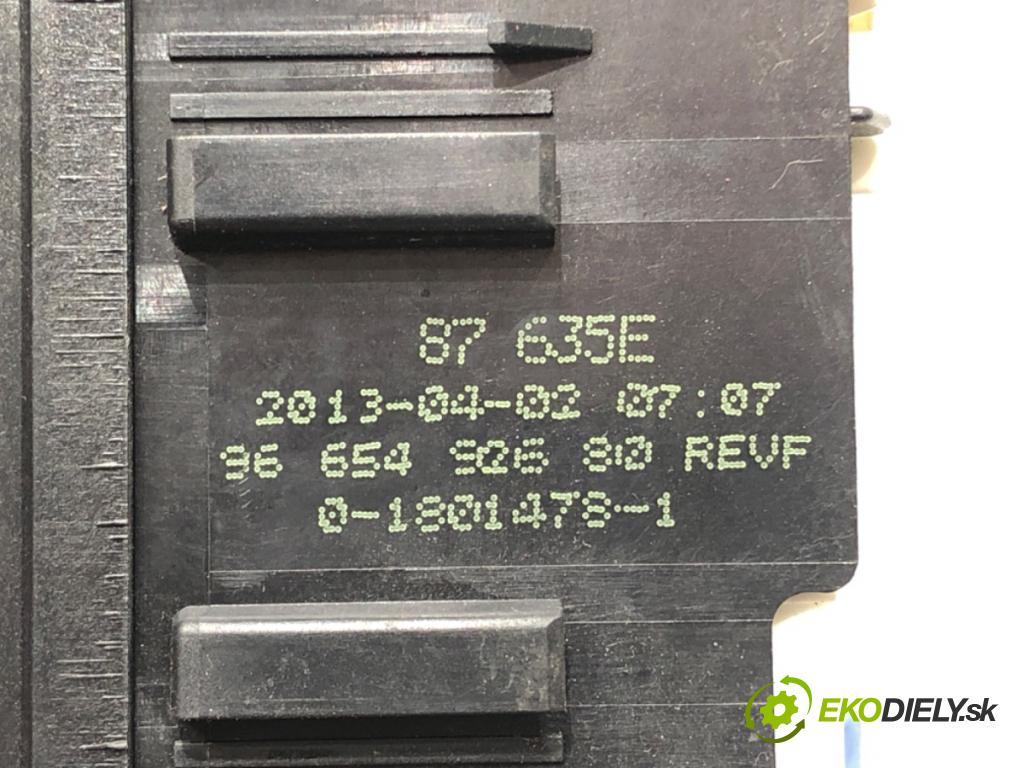 87 635E
2013-04-02 07:07
96 654 926 80 REVF
0-1801478-1
EKODIELY.sk